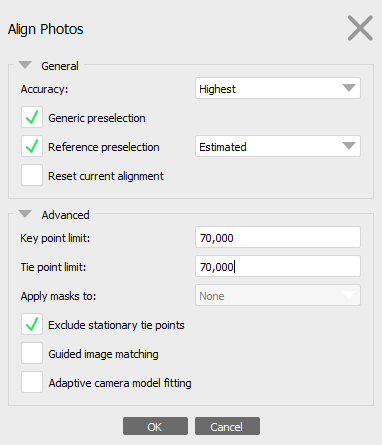 Align Photos
General
Accuracy: Highest
Generic preselection
Reference preselection Estimated
Reset current alignment
Advanced
Key point limit: 70,000
Tie point limit: 70,000
Apply masks to: None
Exclude stationary tie points
Guided image matching
Adaptive camera model fitting
OK Cancel